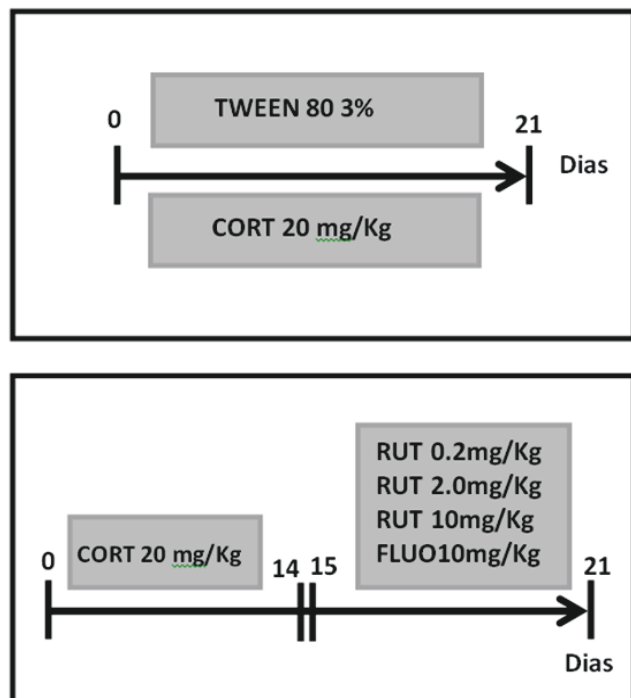 TWEEN 80 3%
0
21
Dias
CORT 20 mg/Kg
RUT 0.2mg/Kg
RUT 2.0mg/Kg
RUT 10mg/Kg
FLUO10mg/Kg
0
CORT 20 mg/Kg
14
15
21
Dias